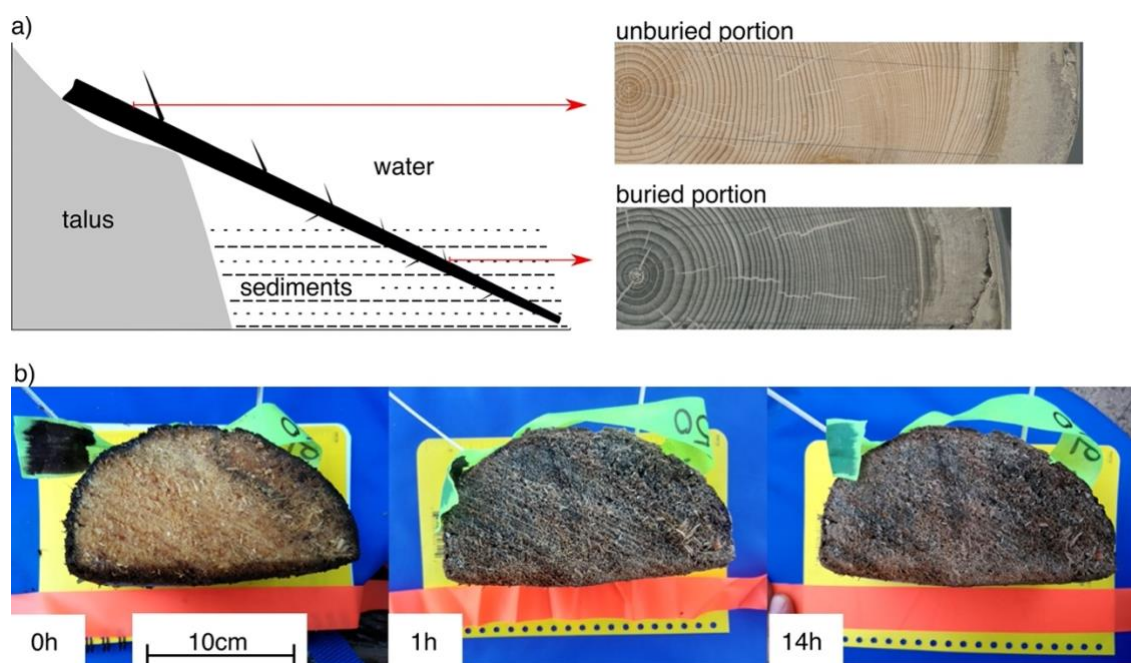 a)
unburied portion
water
talus
buried portion
sediments
b)
0h
10cm
1h
14h